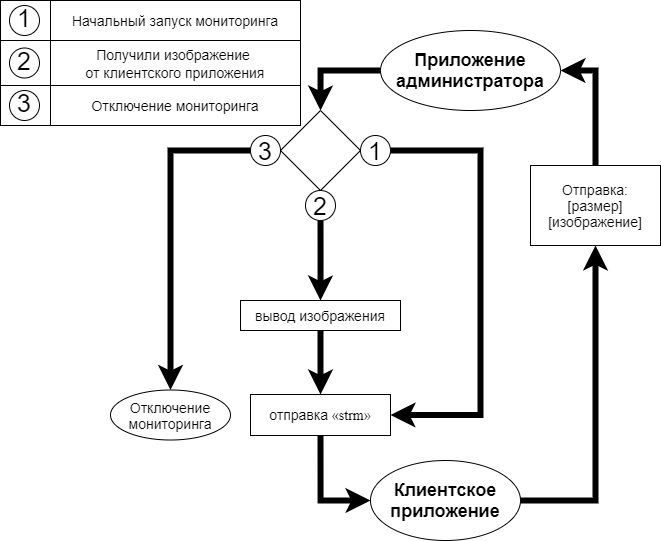 1
Начальный запуск мониторинга
2
Получили изображение
от клиентского приложения
3
Отключение мониторинга
Приложение
администратора
3
1
2
Отправка:
[размер]
[изображение]
вывод изображения
Отключение
мониторинга
отправка «strm»
Клиентское
приложение